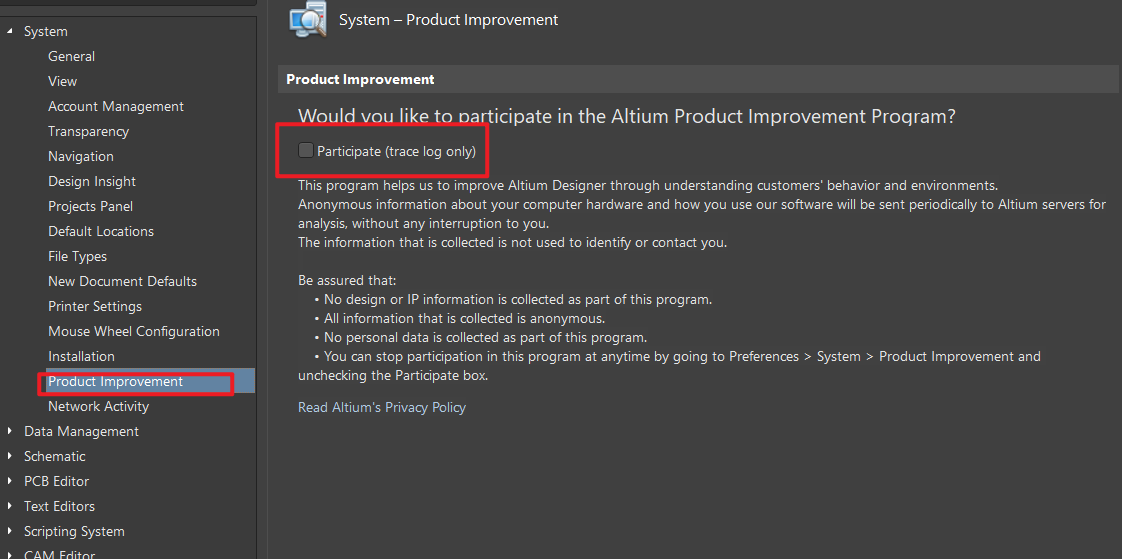 System
General
View
Account Management
Transparency
Navigation
Design Insight
Projects Panel
Default Locations
File Types
New Document Defaults
Printer Settings
Mouse Wheel Configuration
Installation
Product Improvement
Network Activity
Data Management
Schematic
PCB Editor
Text Editors
Scripting System
CAM Editor
System – Product Improvement
Product Improvement
Would you like to participate in the Altium Product Improvement Program?
Participate (trace log only)
This program helps us to improve Altium Designer through understanding customers' behavior and environments.
Anonymous information about your computer hardware and how you use our software will be sent periodically to Altium servers for
analysis, without any interruption to you.
The information that is collected is not used to identify or contact you.
Be assured that:
• No design or IP information is collected as part of this program.
• All information that is collected is anonymous.
• No personal data is collected as part of this program.
• You can stop participation in this program at anytime by going to Preferences > System > Product Improvement and
unchecking the Participate box.
Read Altium's Privacy Policy